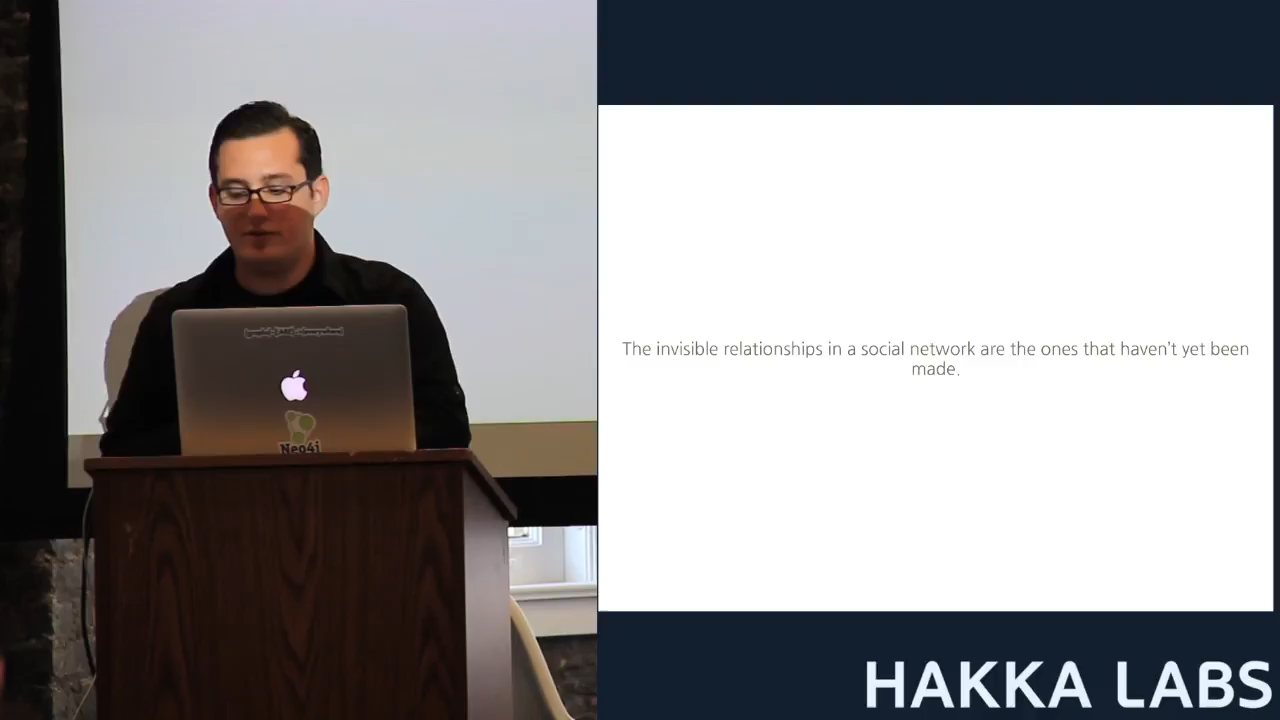 Neo4j
The invisible relationships in a social network are the ones that haven't yet been
made.
HAKKA LABS